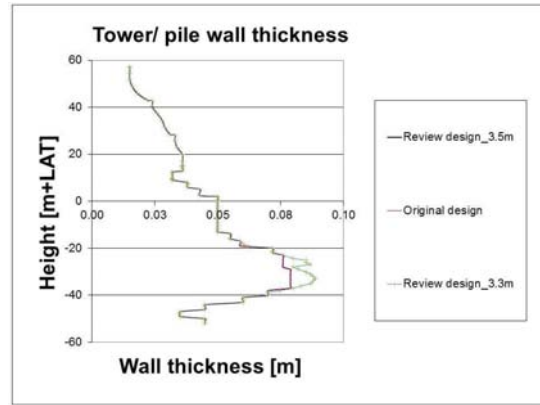 Tower/ pile wall thickness
60
40
20
0
0.00 0.03 0.05 0.08 0.10
-20
-40
-60
Height [m+LAT]
Wall thickness [m]
Review design_3.5m
Original design
Review design_3.3m